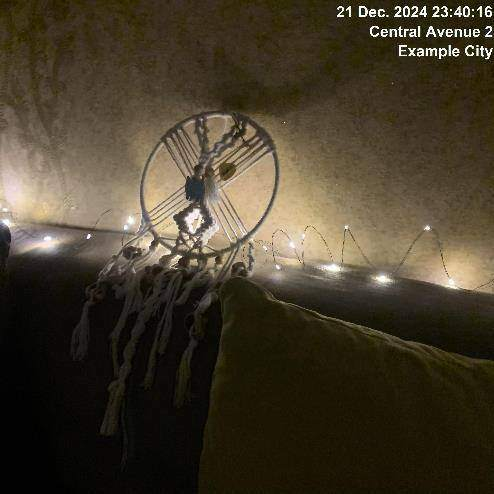 21 Dec. 2024 23:40:16
Central Avenue 2
Example City